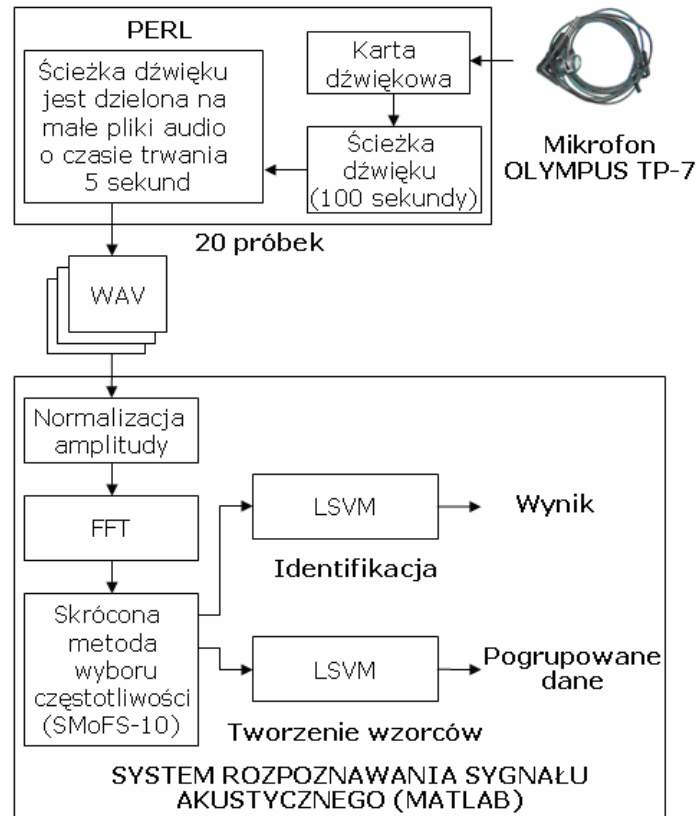 PERL
Karta
dźwiękowa
Ścieżka dźwięku
jest dzielona na
małe pliki audio
o czasie trwania
5 sekund
Ścieżka
dźwięku
(100 sekundy)
Mikrofon
OLYMPUS TP-7
20 próbek
WAV
Normalizacja
amplitudy
FFT
Skrócona
metoda
wyboru
częstotliwości
(SMoFS-10)
LSVM
Wynik
Identifikacja
LSVM
Pogrupowane
dane
Tworzenie wzorców
SYSTEM ROZPOZNAWANIA SYGNAŁU
AKUSTYCZNEGO (MATLAB)